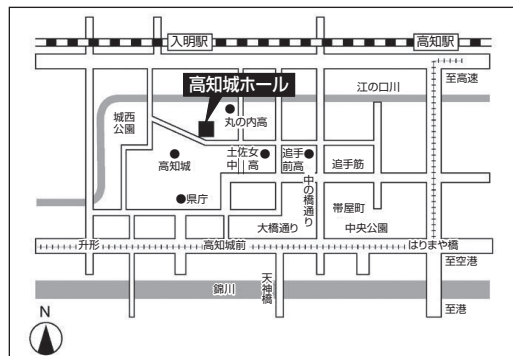 入明駅
高知駅
至高速
高知城ホール
江の口川
城西
公園
丸の内高
土佐女
中 高
追手
前高
追手筋
高知城
県庁
中の橋通り
帯屋町
大橋通り
中央公園
升形
高知城前
はりまや橋
至空港
錦川
天神橋
至港
N